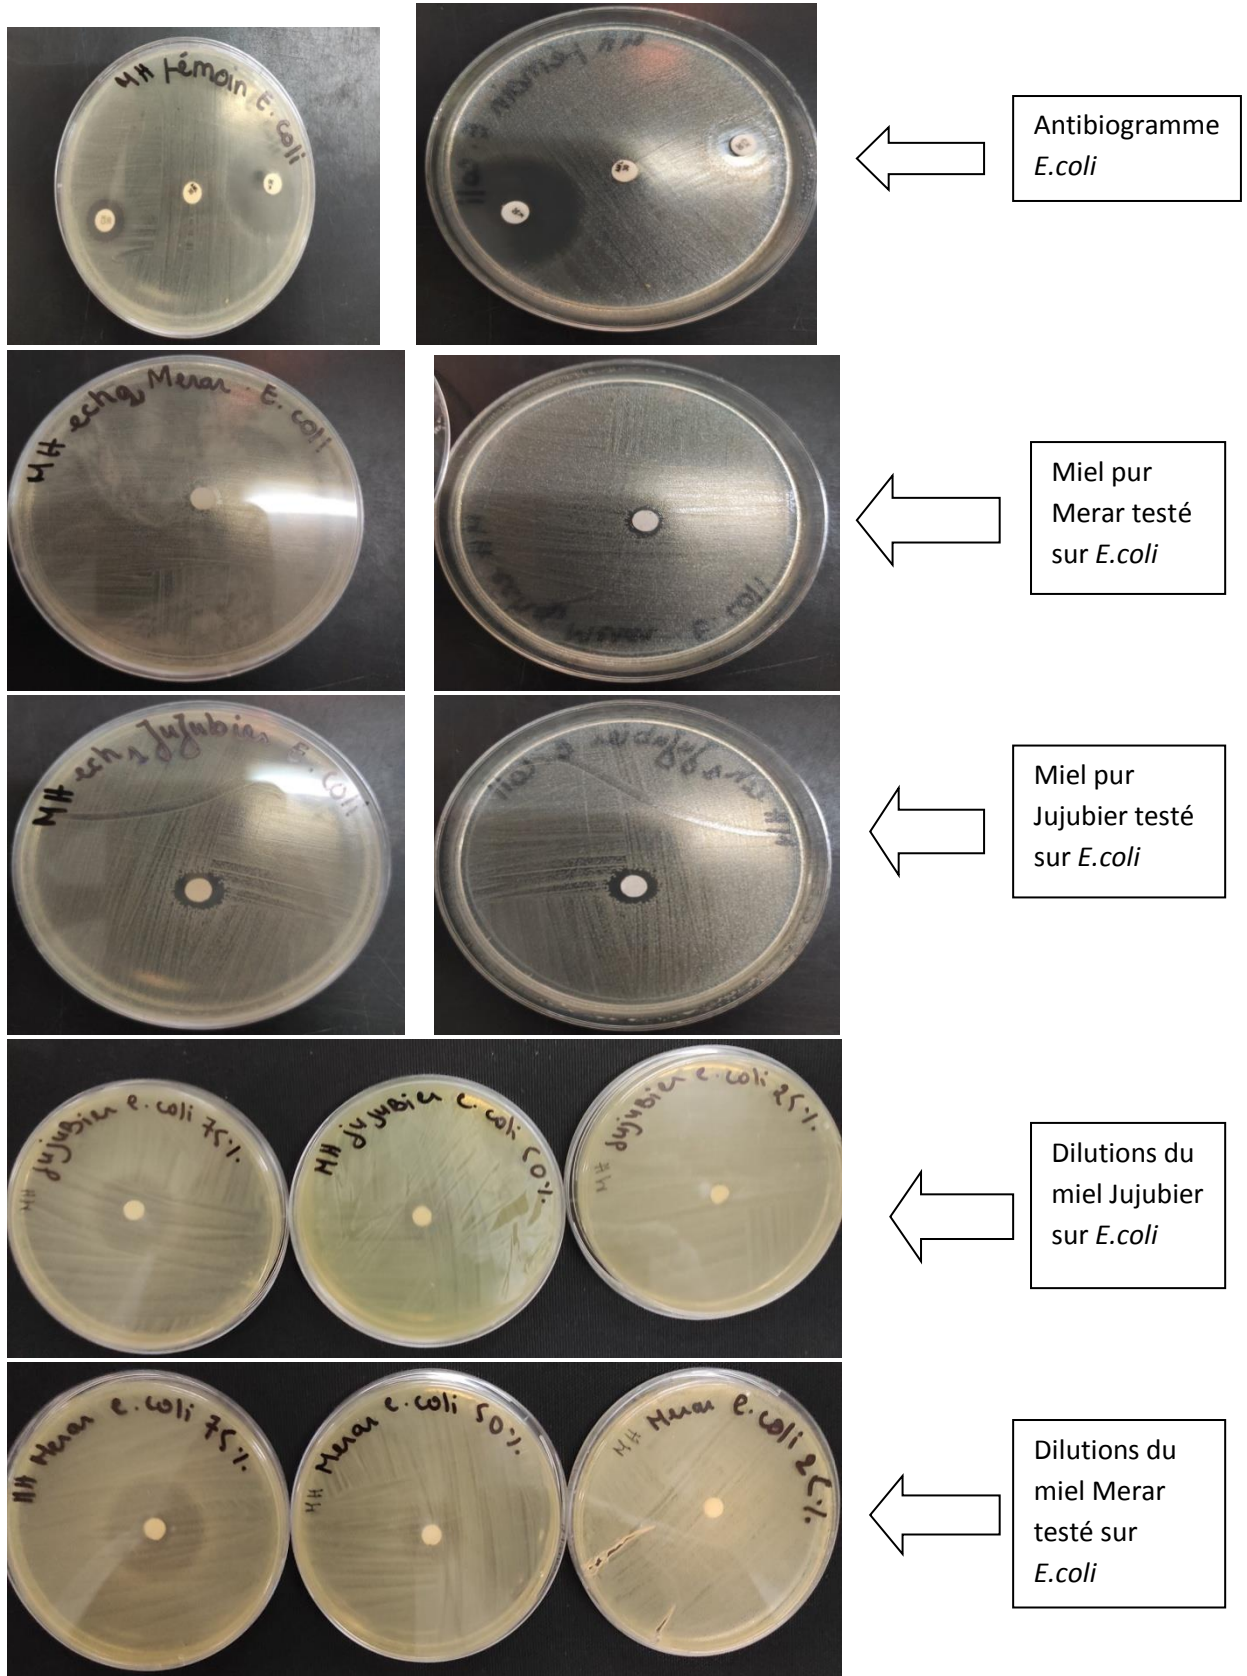 MH témoin E. coli
Antibiogramme
E.coli
MH ech2 Merar. E. coli
Miel pur
Merar testé
sur E.coli
MH ech1 Jujubier E. coli
Miel pur
Jujubier testé
sur E.coli
MH Jujubier e.coli 75%.
MH Jujubier e.coli 50%.
MH Jujubier e.coli 25%.
Dilutions du
miel Jujubier
sur E.coli
MH Merar e.coli 75%.
MH Merar e.coli 50%.
MH Merar e.coli 25%.
Dilutions du
miel Merar
testé sur
E.coli